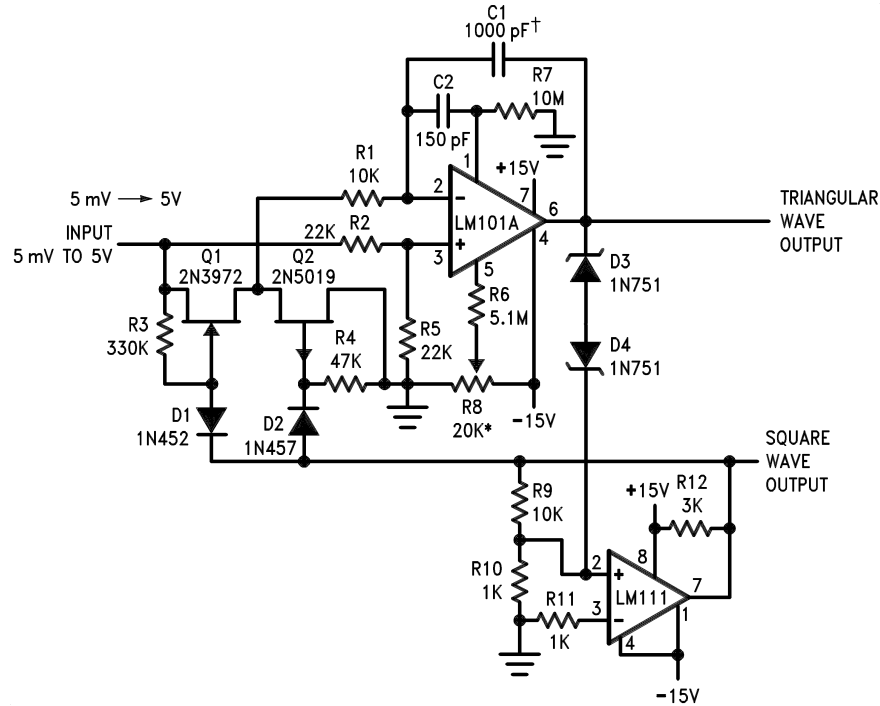 C1
1000 pF†
C2
150 pF
R7
10M
R1
10K
5 mV → 5V
INPUT
5 mV TO 5V
22K
R2
1
2
−
LM101A
+
3
+15V
7
6
4
5
TRIANGULAR
WAVE
OUTPUT
Q1
2N3972
Q2
2N5019
R3
330K
R4
47K
R5
22K
R6
5.1M
R8
20K*
−15V
D3
1N751
D4
1N751
D1
1N452
D2
1N457
SQUARE
WAVE
OUTPUT
R9
10K
R10
1K
R11
1K
+15V
R12
3K
8
2
+
LM111
7
3
−
1
4
−15V